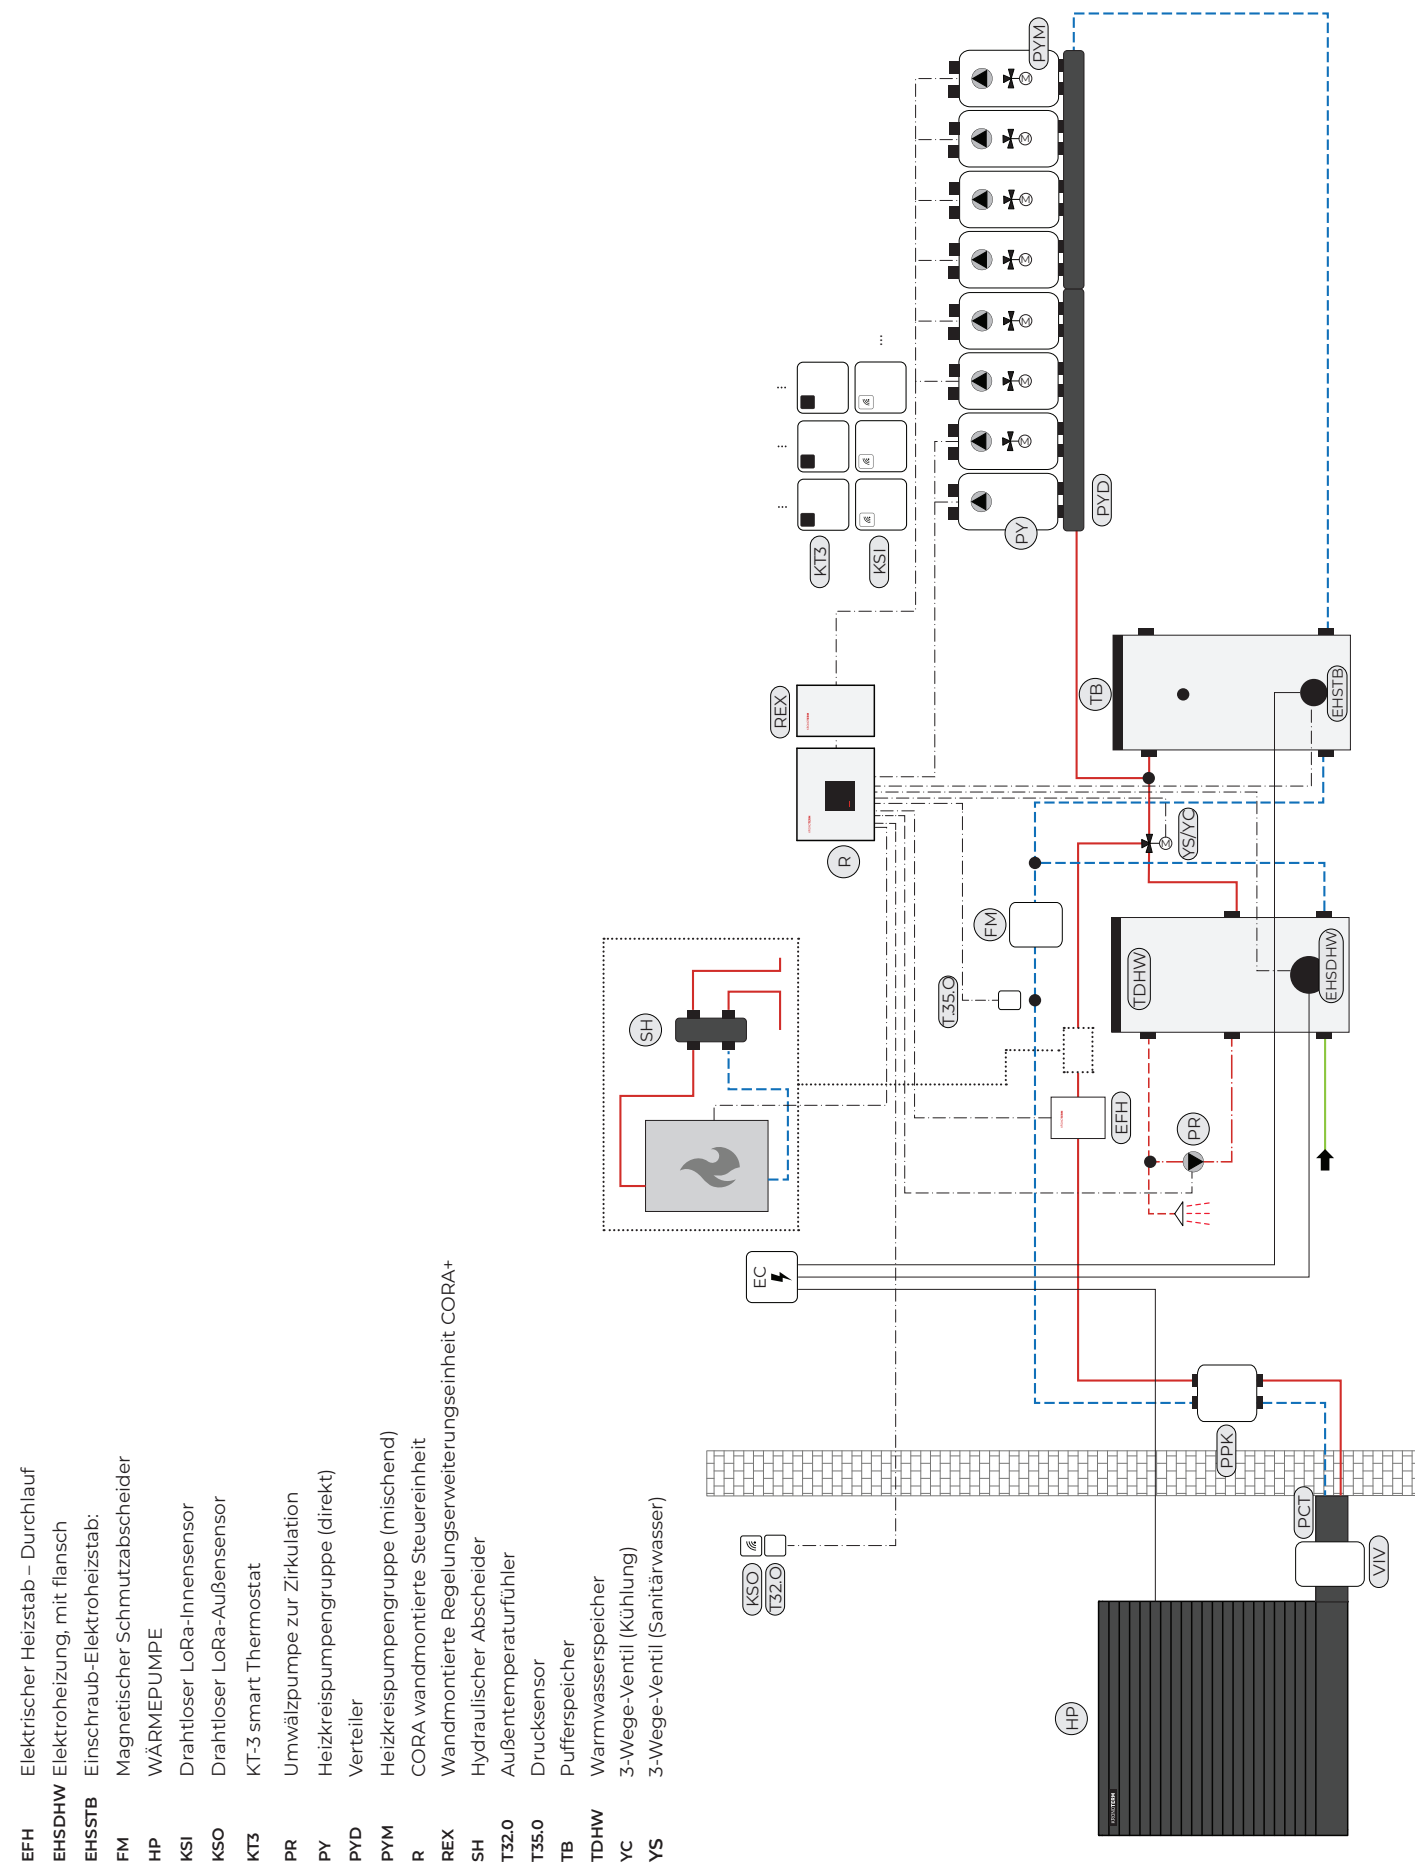 EFH Elektrischer Heizstab – Durchlauf
EHSDHW Elektroheizung, mit flansch
EHSSTB Einschraub-Elektroheizstab:
FM Magnetischer Schmutzabscheider
HP WÄRMEPUMPE
KSI Drahtloser LoRa-Innensensor
KSO Drahtloser LoRa-Außensensor
KT3 KT-3 smart Thermostat
PR Umwälzpumpe zur Zirkulation
PY Heizkreispumpengruppe (direkt)
PYD Verteiler
PYM Heizkreispumpengruppe (mischend)
R CORA wandmontierte Steuereinheit
REX Wandmontierte Regelungserweiterungseinheit CORA+
SH Hydraulischer Abscheider
T32.0 Außentemperaturfühler
T35.0 Drucksensor
TB Pufferspeicher
TDHW Warmwasserspeicher
YC 3-Wege-Ventil (Kühlung)
YS 3-Wege-Ventil (Sanitärwasser)
SH
EC
KSO
T32.O
HP
KRONOTERM
PCT
VIV
PPK
R
REX
KT3
...
...
...
KSI
...
PY
PYM
PYD
M
M
M
M
M
M
M
TB
EHSTB
YS/YC
M
FM
T.35.O
TDHW
EHSDHW
EFH
PR